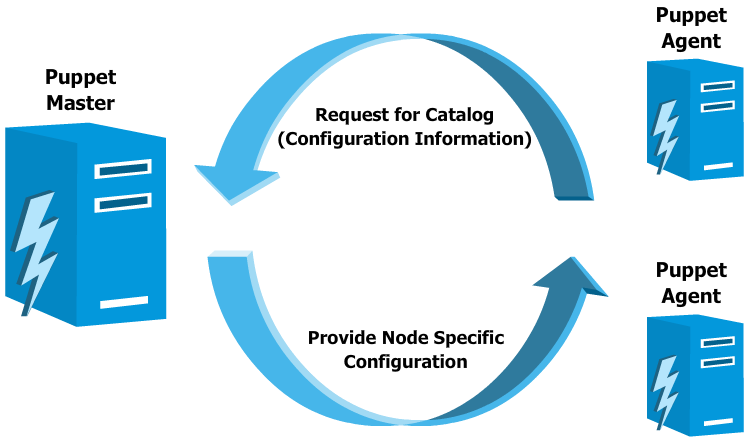 Puppet
Master
Request for Catalog
(Configuration Information)
Puppet
Agent
Provide Node Specific
Configuration
Puppet
Agent